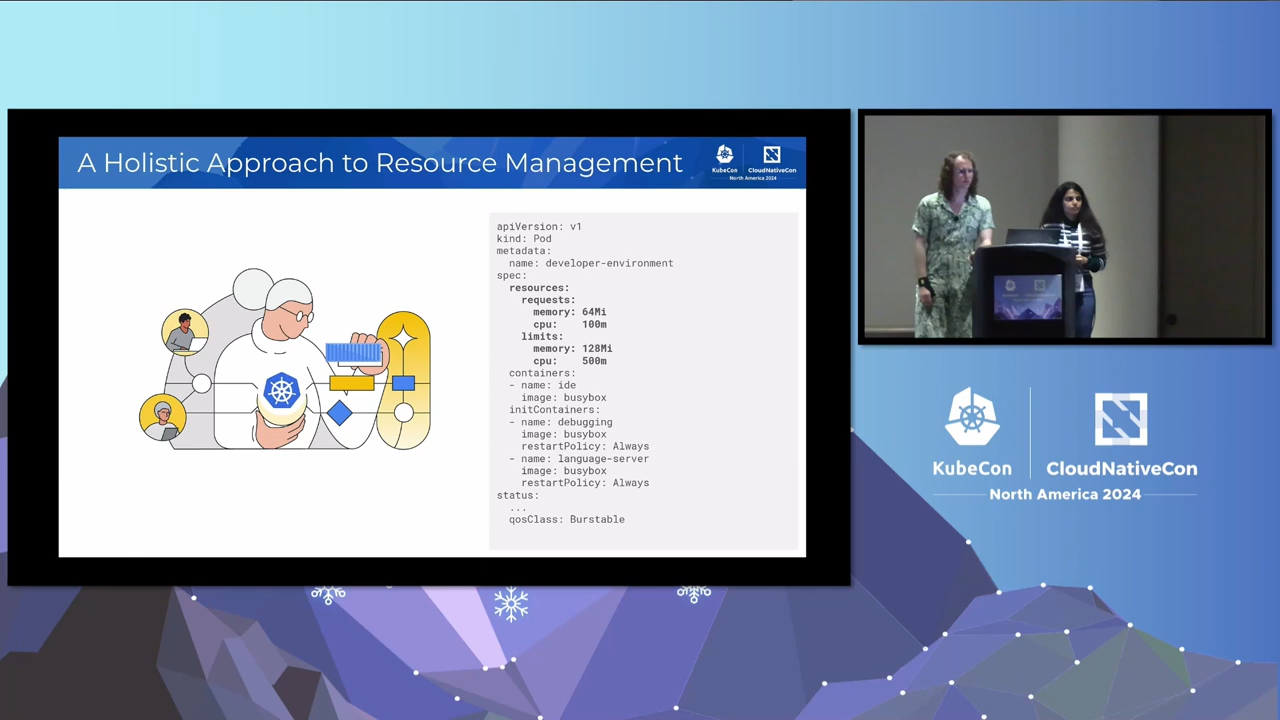 A Holistic Approach to Resource Management
KubeCon
CloudNativeCon
North America 2024
apiVersion: v1
kind: Pod
metadata:
  name: developer-environment
spec:
  resources:
    requests:
      memory: 64Mi
      cpu:    100m
    limits:
      memory: 128Mi
      cpu:    500m
  containers:
  - name: ide
    image: busybox
  initContainers:
  - name: debugging
    image: busybox
    restartPolicy: Always
  - name: language-server
    image: busybox
    restartPolicy: Always
status:
  ...
  qosClass: Burstable
KubeCon
CloudNativeCon
North America 2024